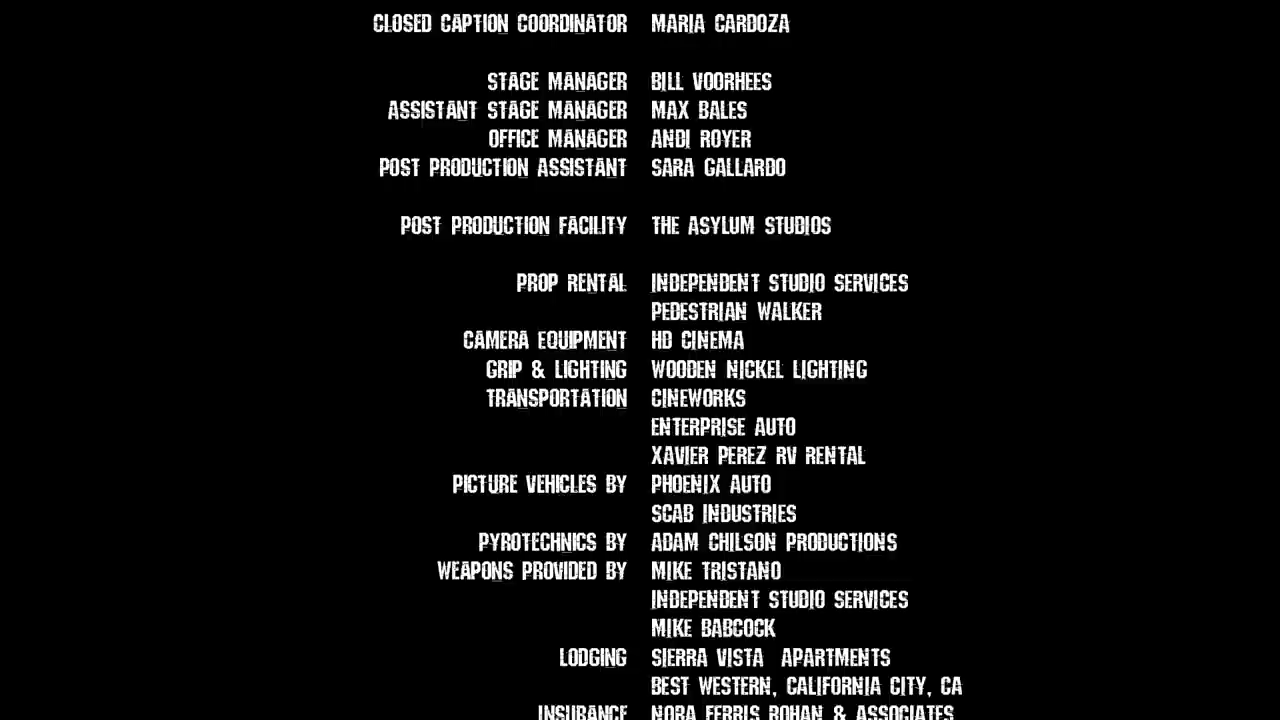 CLOSED CAPTION COORDINATOR MARIA CARDOZA
STAGE MANAGER BILL VOORHEES
ASSISTANT STAGE MANAGER MAX BALES
OFFICE MANAGER ANDI ROYER
POST PRODUCTION ASSISTANT SARA GALLARDO
POST PRODUCTION FACILITY THE ASYLUM STUDIOS
PROP RENTAL INDEPENDENT STUDIO SERVICES
PEDESTRIAN WALKER
CAMERA EQUIPMENT HD CINEMA
GRIP & LIGHTING WOODEN NICKEL LIGHTING
TRANSPORTATION CINEWORKS
ENTERPRISE AUTO
XAVIER PEREZ RV RENTAL
PICTURE VEHICLES BY PHOENIX AUTO
SCAB INDUSTRIES
PYROTECHNICS BY ADAM CHILSON PRODUCTIONS
WEAPONS PROVIDED BY MIKE TRISTANO
INDEPENDENT STUDIO SERVICES
MIKE BABCOCK
LODGING SIERRA VISTA APARTMENTS
BEST WESTERN, CALIFORNIA CITY, CA
INSURANCE NORA FERRIS ROHAN & ASSOCIATES